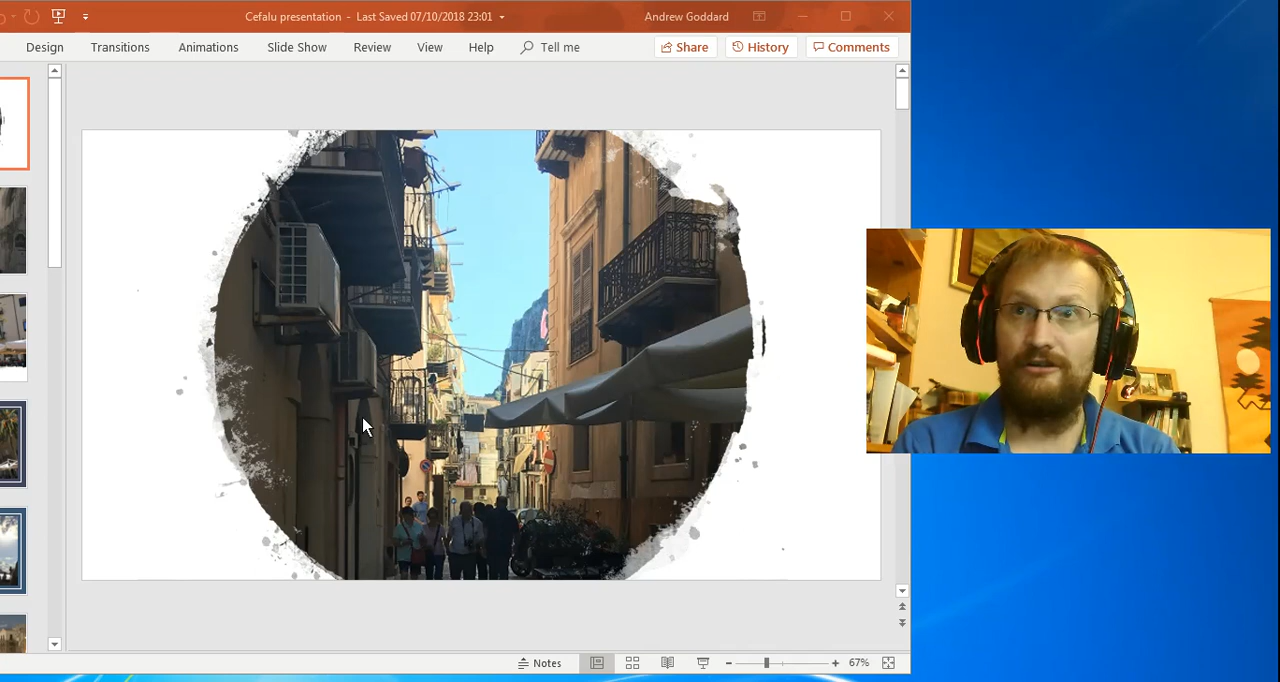 Cefalu presentation - Last Saved 07/10/2018 23:01
Andrew Goddard
Design Transitions Animations Slide Show Review View Help Tell me Share History Comments
Notes 67%